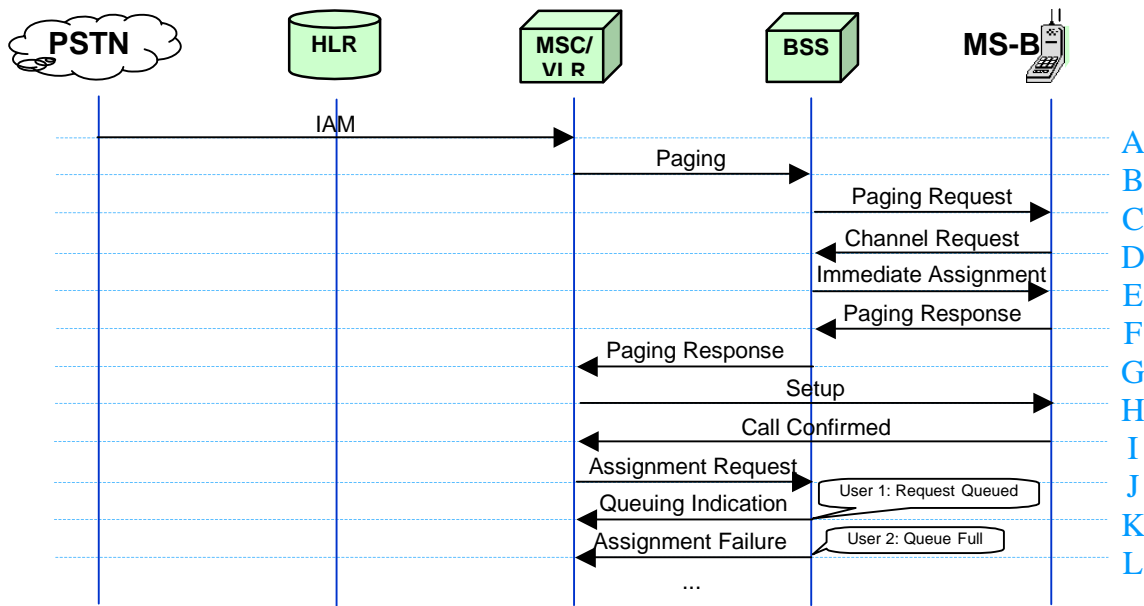 PSTN
HLR
MSC/
VLR
BSS
MS-B
IAM
A
Paging
B
Paging Request
C
Channel Request
D
Immediate Assignment
E
Paging Response
F
Paging Response
G
Setup
H
Call Confirmed
I
Assignment Request
J
User 1: Request Queued
Queuing Indication
K
Assignment Failure
User 2: Queue Full
L
...